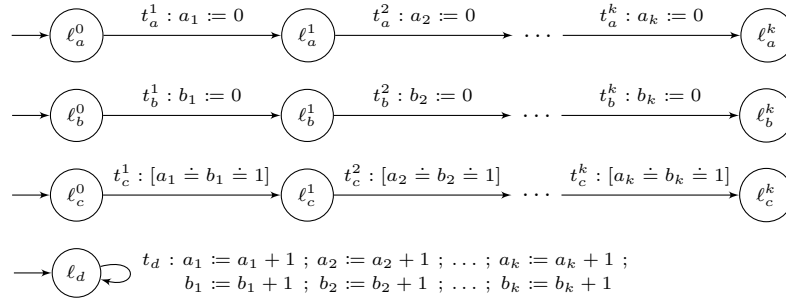 ℓ_a^0 t_a^1 : a_1 := 0 ℓ_a^1 t_a^2 : a_2 := 0 ⋯ t_a^k : a_k := 0 ℓ_a^k
ℓ_b^0 t_b^1 : b_1 := 0 ℓ_b^1 t_b^2 : b_2 := 0 ⋯ t_b^k : b_k := 0 ℓ_b^k
ℓ_c^0 t_c^1 : [a_1 ≐ b_1 ≐ 1] ℓ_c^1 t_c^2 : [a_2 ≐ b_2 ≐ 1] ⋯ t_c^k : [a_k ≐ b_k ≐ 1] ℓ_c^k
ℓ_d t_d : a_1 := a_1 + 1 ; a_2 := a_2 + 1 ; … ; a_k := a_k + 1 ;
b_1 := b_1 + 1 ; b_2 := b_2 + 1 ; … ; b_k := b_k + 1